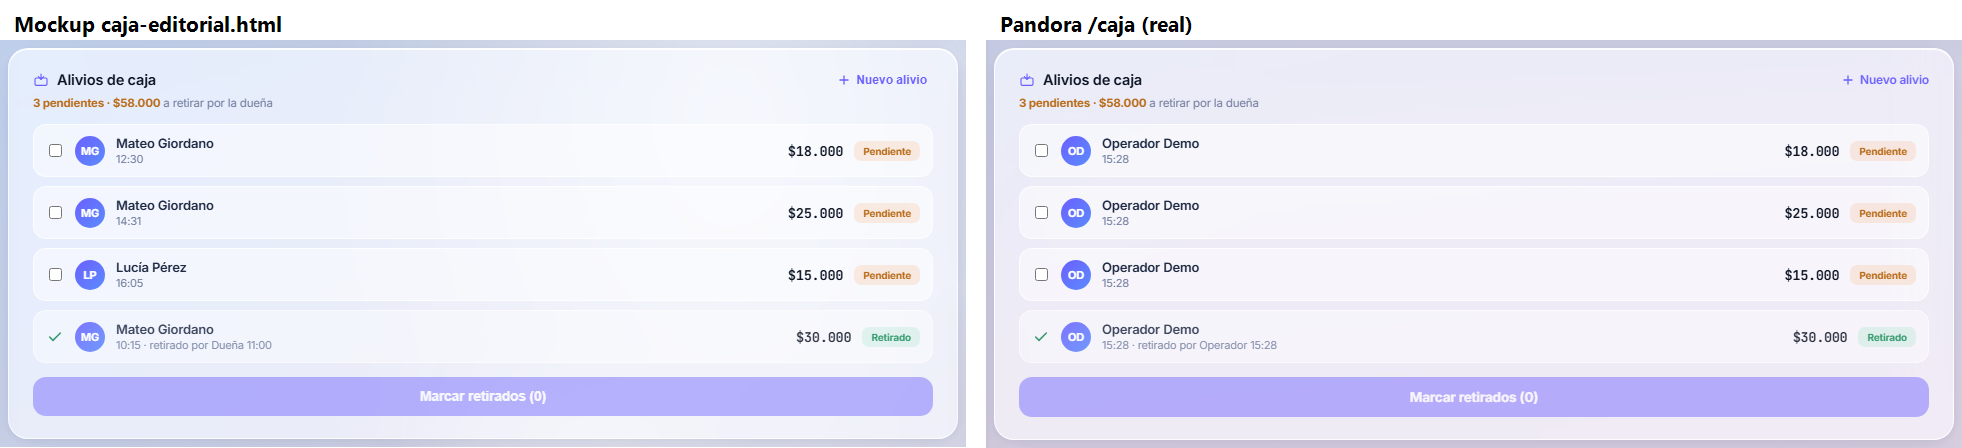 Mockup caja-editorial.html
Alivios de caja
+ Nuevo alivio
3 pendientes · $58.000 a retirar por la dueña
MG
Mateo Giordano
12:30
$18.000
Pendiente
MG
Mateo Giordano
14:31
$25.000
Pendiente
LP
Lucía Pérez
16:05
$15.000
Pendiente
MG
Mateo Giordano
10:15 · retirado por Dueña 11:00
$30.000
Retirado
Marcar retirados (0)
Pandora /caja (real)
Alivios de caja
+ Nuevo alivio
3 pendientes · $58.000 a retirar por la dueña
OD
Operador Demo
15:28
$18.000
Pendiente
OD
Operador Demo
15:28
$25.000
Pendiente
OD
Operador Demo
15:28
$15.000
Pendiente
OD
Operador Demo
15:28 · retirado por Operador 15:28
$30.000
Retirado
Marcar retirados (0)